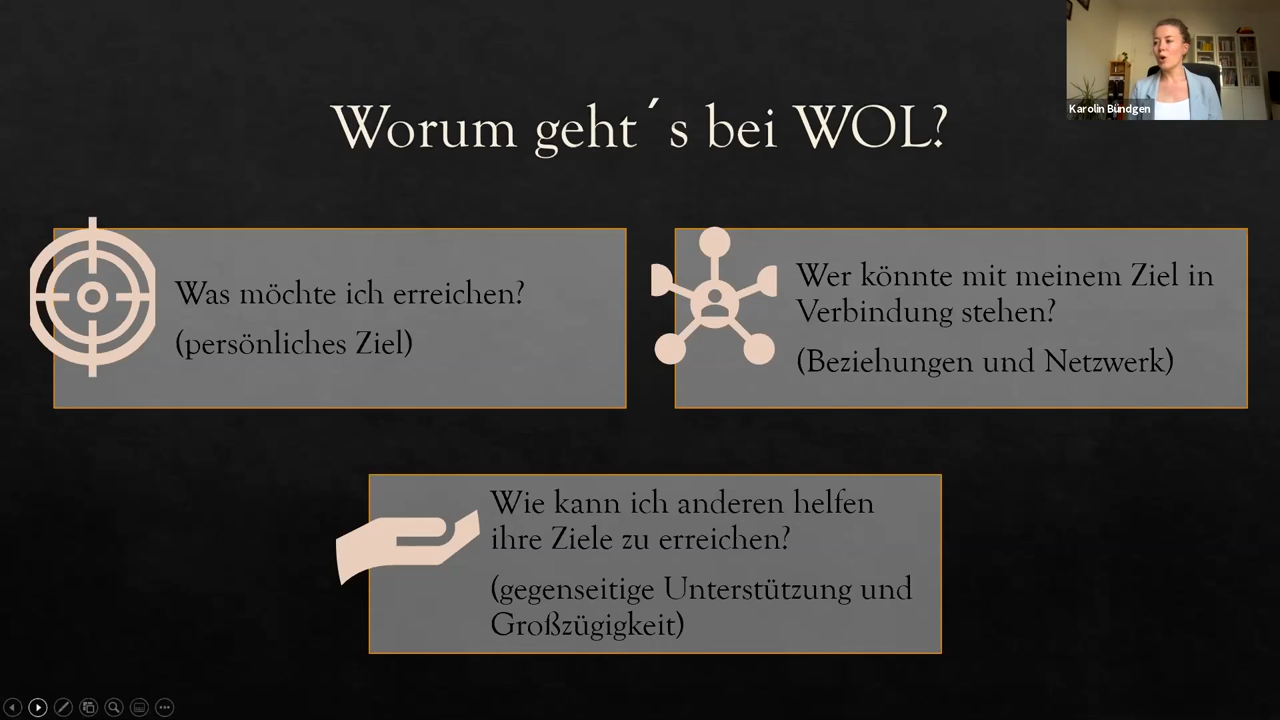 Karolin Bündgen
Worum geht´s bei WOL?
Was möchte ich erreichen?
(persönliches Ziel)
Wer könnte mit meinem Ziel in
Verbindung stehen?
(Beziehungen und Netzwerk)
Wie kann ich anderen helfen
ihre Ziele zu erreichen?
(gegenseitige Unterstützung und
Großzügigkeit)